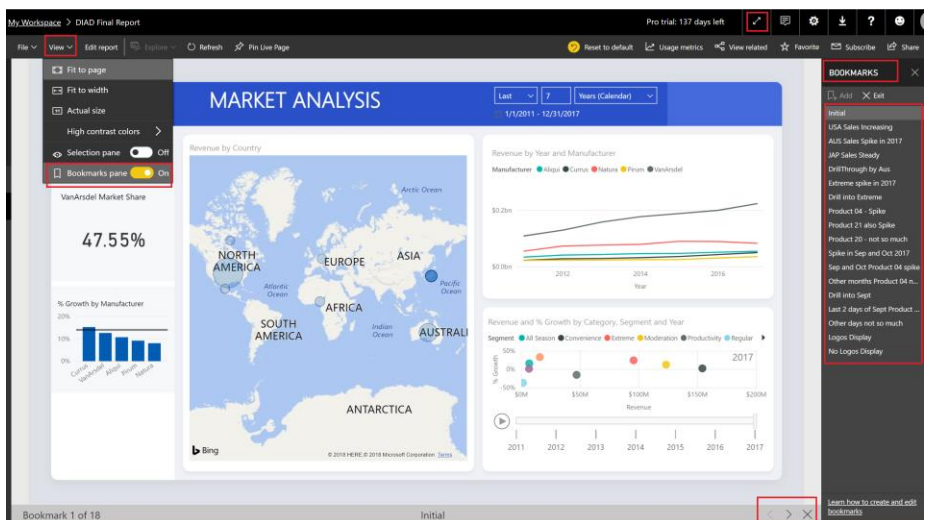 My Workspace > DIAD Final Report
Pro trial: 137 days left
File
View
Edit report
Explore
Refresh
Pin Live Page
Reset to default
Usage metrics
View related
Favorite
Subscribe
Share
Fit to page
Fit to width
Actual size
High contrast colors
Selection pane Off
Bookmarks pane On
MARKET ANALYSIS
Last 7 Years (Calendar)
1/1/2011 - 12/31/2017
VanArsdel Market Share
47.55%
% Growth by Manufacturer
20%
10%
0%
Currus VanArsdel Aliqui Pirum Natura
Revenue by Country
Arctic Ocean
NORTH AMERICA
EUROPE
ASIA
Atlantic Ocean
Pacific Ocean
AFRICA
SOUTH AMERICA
Indian Ocean
AUSTRALI
ANTARCTICA
Bing
© 2018 HERE © 2018 Microsoft Corporation Terms
Revenue by Year and Manufacturer
Manufacturer Aliqui Currus Natura Pirum VanArsdel
$0.2bn
$0.0bn
2012 2014 2016
Year
Revenue and % Growth by Category, Segment and Year
Segment All Season Convenience Extreme Moderation Productivity Regular
% Growth
50%
0%
-50%
2017
$0M $50M $100M $150M $200M
Revenue
2011 2012 2013 2014 2015 2016 2017
BOOKMARKS
Add Exit
Initial
USA Sales Increasing
AUS Sales Spike in 2017
JAP Sales Steady
DrillThrough by Aus
Extreme spike in 2017
Drill into Extreme
Product 04 - Spike
Product 21 also Spike
Product 20 - not so much
Spike in Sep and Oct 2017
Sep and Oct Product 04 spike
Other months Product 04 n...
Drill into Sept
Last 2 days of Sept Product ...
Other days not so much
Logos Display
No Logos Display
Learn how to create and edit
bookmarks
Bookmark 1 of 18
Initial